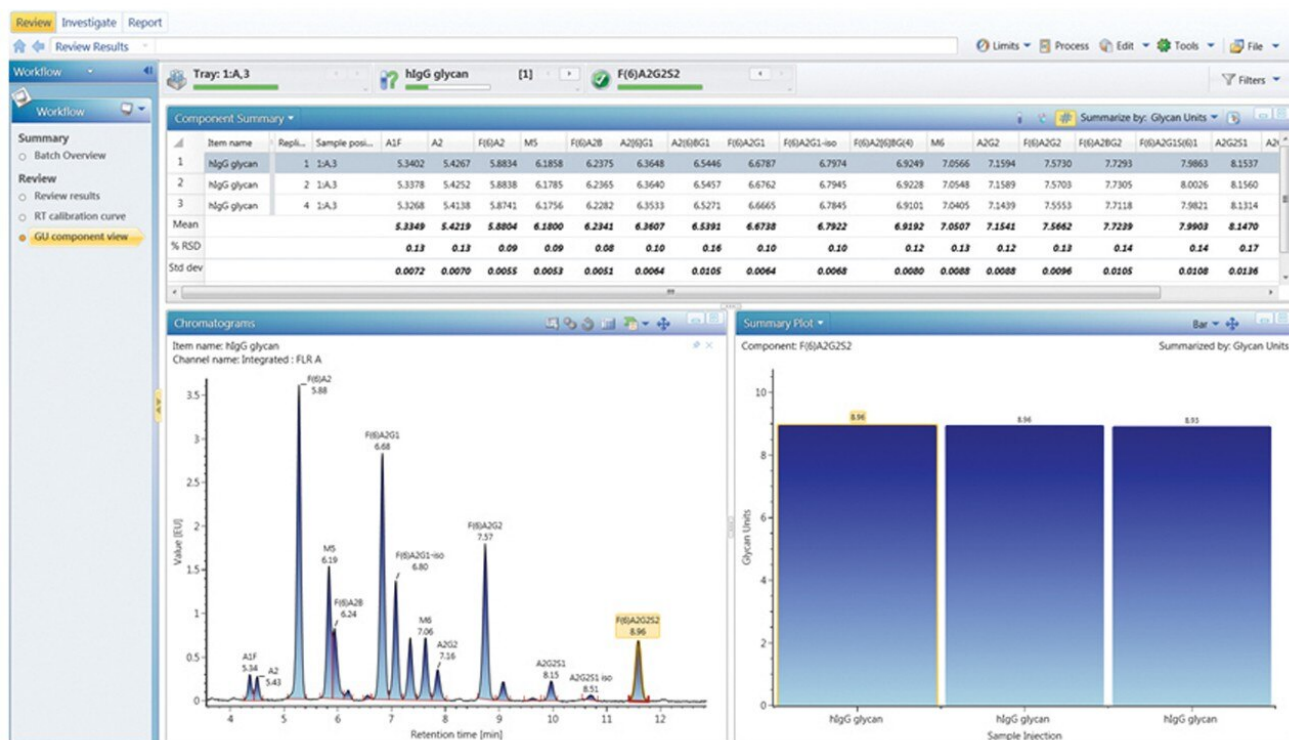 Review Investigate Report
Review Results
Limits Process Edit Tools File
Workflow
Tray: 1:A,3
hIgG glycan [1]
F(6)A2G2S2
Filters
Workflow
Summary
Batch Overview
Review
Review results
RT calibration curve
GU component view
Component Summary
Summarize by: Glycan Units
Item name Repli... Sample posi... A1F A2 F(6)A2 M5 F(6)A2B A2[6]G1 A2(6)BG1 F(6)A2G1 F(6)A2G1-iso F(6)A2[6]BG(4) M6 A2G2 F(6)A2G2 F(6)A2BG2 F(6)A2G1S(6)1 A2G2S1
1 hIgG glycan 1 1:A.3 5.3402 5.4267 5.8834 6.1858 6.2375 6.3648 6.5446 6.6787 6.7974 6.9249 7.0566 7.1594 7.5730 7.7293 7.9863 8.1537
2 hIgG glycan 2 1:A.3 5.3378 5.4252 5.8838 6.1785 6.2365 6.3640 6.5457 6.6762 6.7945 6.9228 7.0548 7.1589 7.5703 7.7305 8.0026 8.1560
3 hIgG glycan 4 1:A.3 5.3268 5.4138 5.8741 6.1756 6.2282 6.3533 6.5271 6.6665 6.7845 6.9101 7.0405 7.1439 7.5553 7.7118 7.9821 8.1314
Mean 5.3349 5.4219 5.8804 6.1800 6.2341 6.3607 6.5391 6.6738 6.7922 6.9192 7.0507 7.1541 7.5662 7.7239 7.9903 8.1470
% RSD 0.13 0.13 0.09 0.09 0.08 0.10 0.16 0.10 0.10 0.12 0.13 0.12 0.13 0.14 0.14 0.17
Std dev 0.0072 0.0070 0.0055 0.0053 0.0051 0.0064 0.0105 0.0064 0.0068 0.0080 0.0088 0.0088 0.0096 0.0105 0.0108 0.0136
Chromatograms
Item name: hIgG glycan
Channel name: Integrated : FLR A
Value [EU]
3.5
3
2.5
2
1.5
1
0.5
0
A1F
5.34
A2
5.43
F(6)A2
5.88
M5
6.19
F(6)A2B
6.24
F(6)A2G1
6.68
F(6)A2G1-iso
6.80
M6
7.06
A2G2
7.16
F(6)A2G2
7.57
A2G2S1
8.15
A2G2S1 iso
8.51
F(6)A2G2S2
8.96
4 5 6 7 8 9 10 11 12
Retention time [min]
Summary Plot
Bar
Component: F(6)A2G2S2
Summarized by: Glycan Units
Glycan Units
10
8
6
4
2
0
8.96 8.96 8.93
hIgG glycan hIgG glycan hIgG glycan
Sample Injection